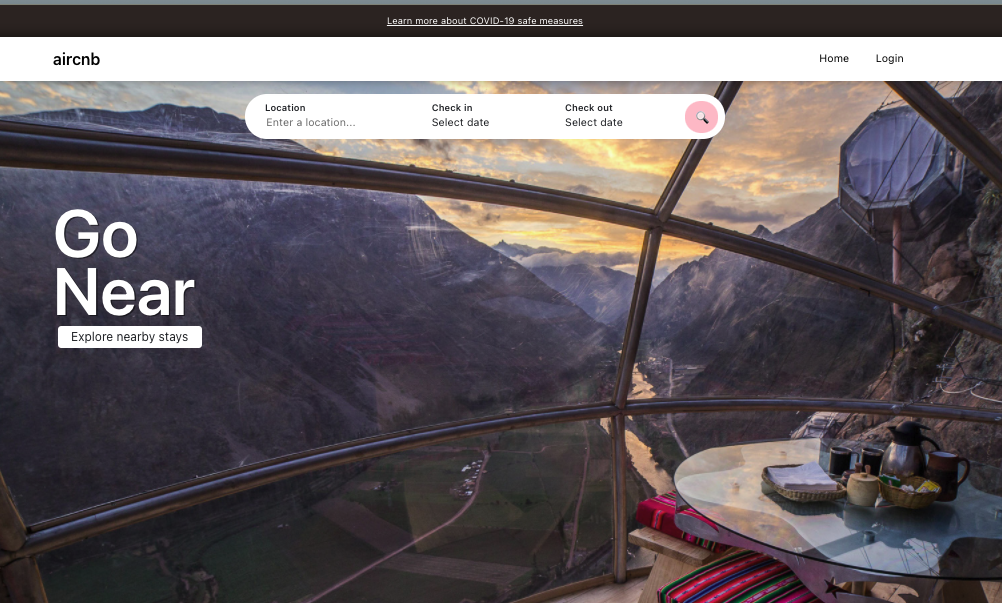 Learn more about COVID-19 safe measures
aircnb
Home
Login
Location
Check in
Check out
Enter a location...
Select date
Select date
Go
Near
Explore nearby stays